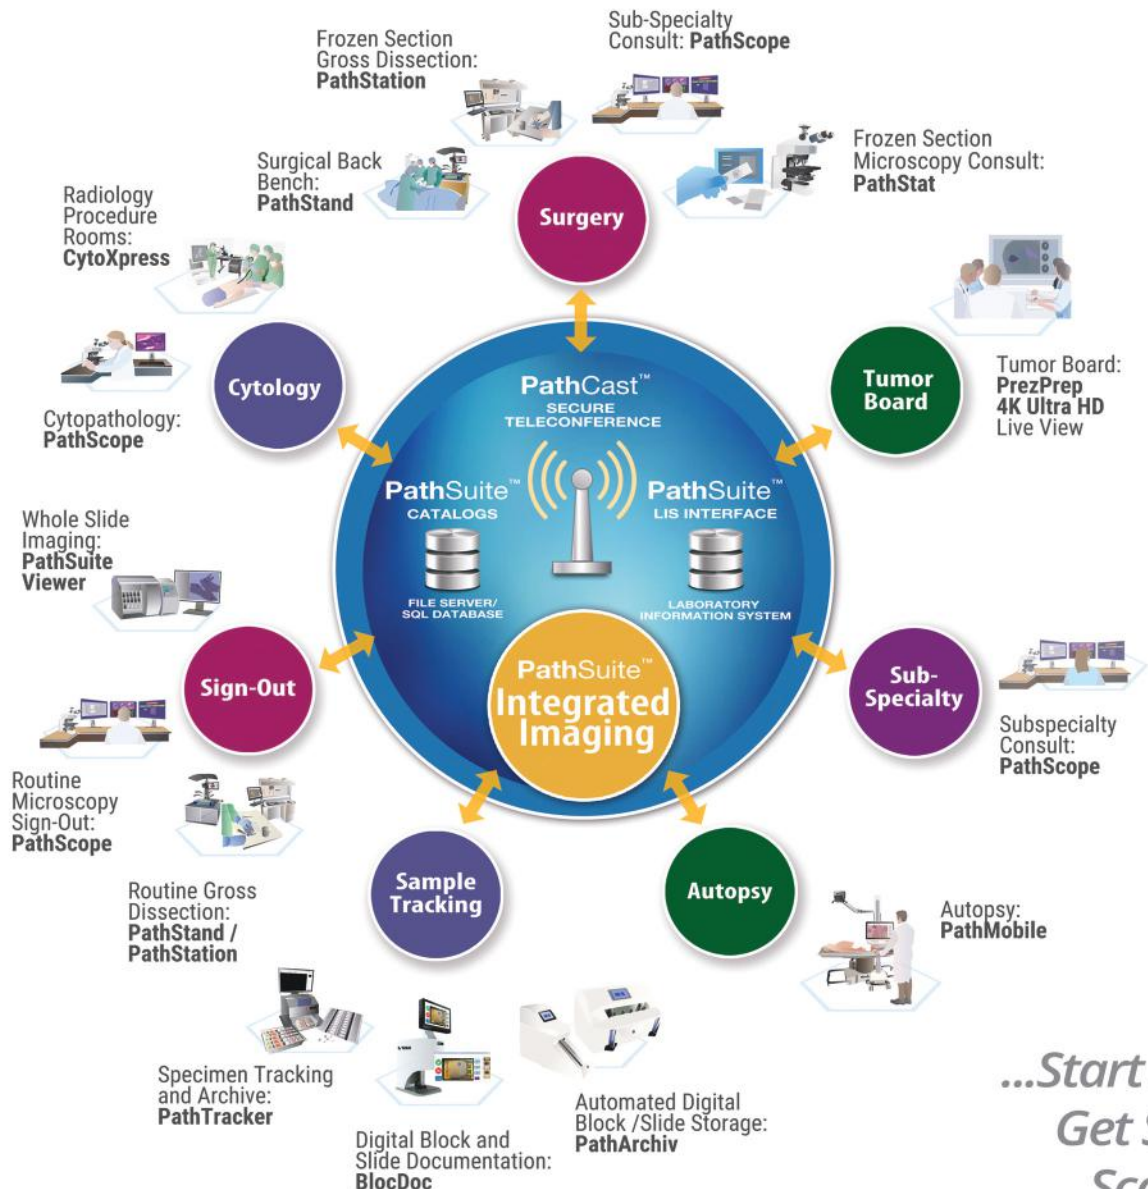 Sub-Specialty
Consult: PathScope
Frozen Section
Gross Dissection:
PathStation
Frozen Section
Microscopy Consult:
PathStat
Surgical Back
Bench:
PathStand
Radiology
Procedure
Rooms:
CytoXpress
Surgery
Cytopathology:
PathScope
Cytology
Tumor
Board
Tumor Board:
PrezPrep
4K Ultra HD
Live View
PathCast™
SECURE
TELECONFERENCE
PathSuite™
CATALOGS
FILE SERVER/
SQL DATABASE
PathSuite™
LIS INTERFACE
LABORATORY
INFORMATION SYSTEM
Whole Slide
Imaging:
PathSuite
Viewer
Sign-Out
PathSuite™
Integrated
Imaging
Sub-
Specialty
Subspecialty
Consult:
PathScope
Routine
Microscopy
Sign-Out:
PathScope
Routine Gross
Dissection:
PathStand /
PathStation
Sample
Tracking
Autopsy
Autopsy:
PathMobile
Specimen Tracking
and Archive:
PathTracker
Digital Block and
Slide Documentation:
BlocDoc
Automated Digital
Block /Slide Storage:
PathArchiv
...Start
Get S